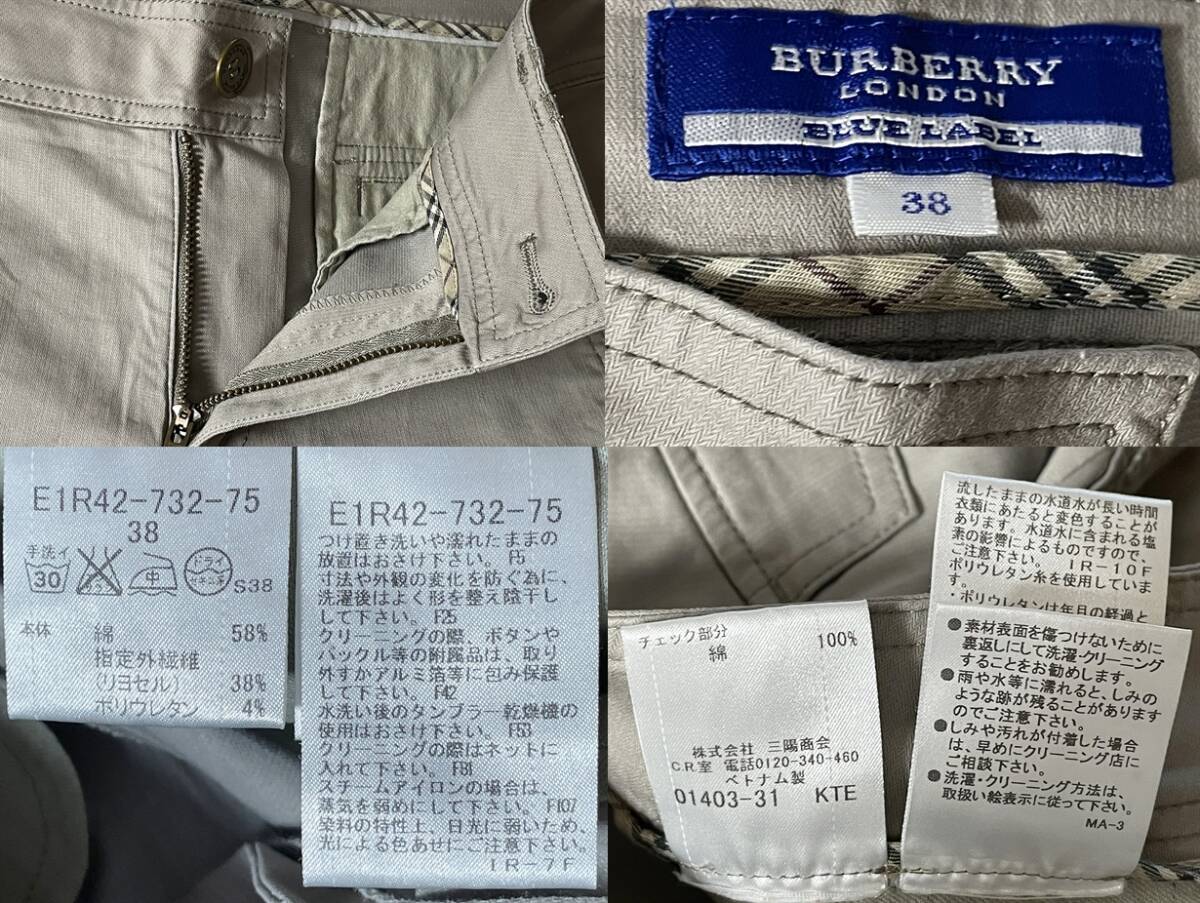 BURBERRY
LONDON
BLUE LABEL
38
E1R42-732-75
38
手洗イ
30
中
ドライ
セキユ系
S38
本体 綿 58%
指定外繊維
(リヨセル) 38%
ポリウレタン 4%
E1R42-732-75
つけ置き洗いや濡れたままの
放置はおさけ下さい。 F5
寸法や外観の変化を防ぐ為に、
洗濯後はよく形を整え陰干し
して下さい。 F25
クリーニングの際、ボタンや
バックル等の附属品は、取り
外すかアルミ箔等に包み保護
して下さい。 F42
水洗い後のタンブラー乾燥機の
使用はおさけ下さい。 F53
クリーニングの際はネットに
入れて下さい。 F81
スチームアイロンの場合は、
蒸気を弱めにして下さい。 F107
染料の特性上、日光に弱いため、
光による色あせにご注意下さい。
IR-7F
チェック部分
綿 100%
株式会社 三陽商会
C.R.室 電話0120-340-460
ベトナム製
01403-31 KTE
流したままの水道水が長い時間
衣類にあたると変色することが
あります。水道水に含まれる塩
素の影響によるものですので、
ご注意下さい。 IR-10F
ポリウレタン糸を使用していま
す。
・ポリウレタンは年月の経過と
●素材表面を傷つけないために
裏返しにして洗濯・クリーニング
することをお勧めします。
●雨や水等に濡れると、しみの
ような跡が残ることがあります
のでご注意下さい。
●しみや汚れが付着した場合
は、早めにクリーニング店に
ご相談下さい。
●洗濯・クリーニング方法は、
取扱い絵表示に従って下さい。
MA-3